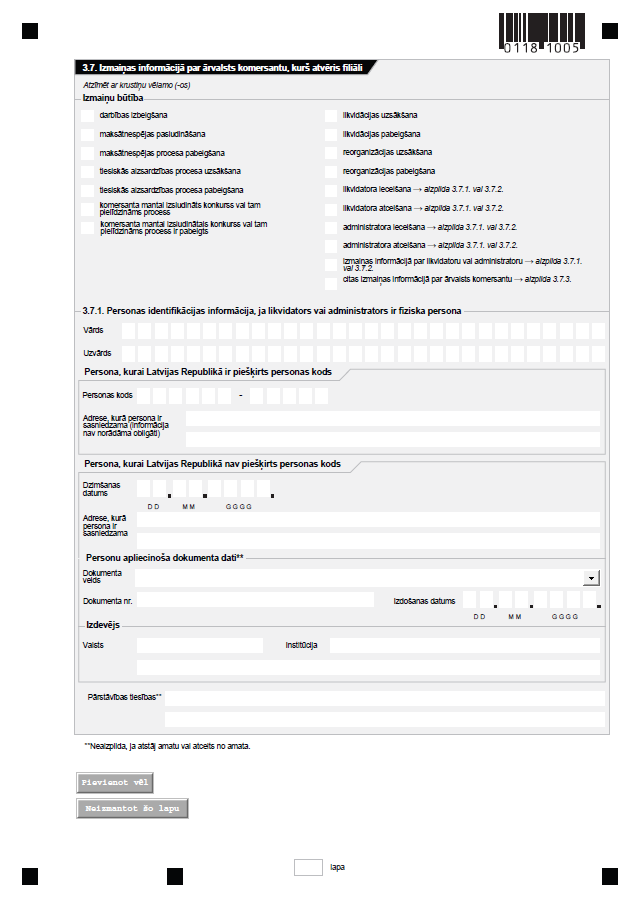 0118 1005
3.7. Izmaiņas informācijā par ārvalsts komersantu, kurš atvēris filiāli
Atzīmēt ar krustiņu vēlamo (-os)
Izmaiņu būtība
darbības izbeigšana
maksātnespējas pasludināšana
maksātnespējas procesa pabeigšana
tiesiskās aizsardzības procesa uzsākšana
tiesiskās aizsardzības procesa pabeigšana
komersanta mantai izsludināts konkurss vai tam
pielīdzināms process
komersanta mantai izsludinātais konkurss vai tam
pielīdzināms process ir pabeigts
likvidācijas uzsākšana
likvidācijas pabeigšana
reorganizācijas uzsākšana
reorganizācijas pabeigšana
likvidatora iecelšana → aizpilda 3.7.1. vai 3.7.2.
likvidatora atcelšana → aizpilda 3.7.1. vai 3.7.2.
administratora iecelšana → aizpilda 3.7.1. vai 3.7.2.
administratora atcelšana → aizpilda 3.7.1. vai 3.7.2.
izmaiņas informācijā par likvidatoru vai administratoru → aizpilda 3.7.1.
vai 3.7.2.
citas izmaiņas informācijā par ārvalsts komersantu → aizpilda 3.7.3.
3.7.1. Personas identifikācijas informācija, ja likvidators vai administrators ir fiziska persona
Vārds
Uzvārds
Persona, kurai Latvijas Republikā ir piešķirts personas kods
Personas kods -
Adrese, kurā persona ir
sasniedzama (informācija
nav norādāma obligāti)
Persona, kurai Latvijas Republikā nav piešķirts personas kods
Dzimšanas
datums
DD MM GGGG
Adrese, kurā
persona ir
sasniedzama
Personu apliecinoša dokumenta dati**
Dokumenta
veids
Dokumenta nr. Izdošanas datums
DD MM GGGG
Izdevējs
Valsts Institūcija
Pārstāvības tiesības**
**Neaizpilda, ja atstāj amatu vai atcelts no amata.
Pievienot vēl
Neizmantot šo lapu
lapa